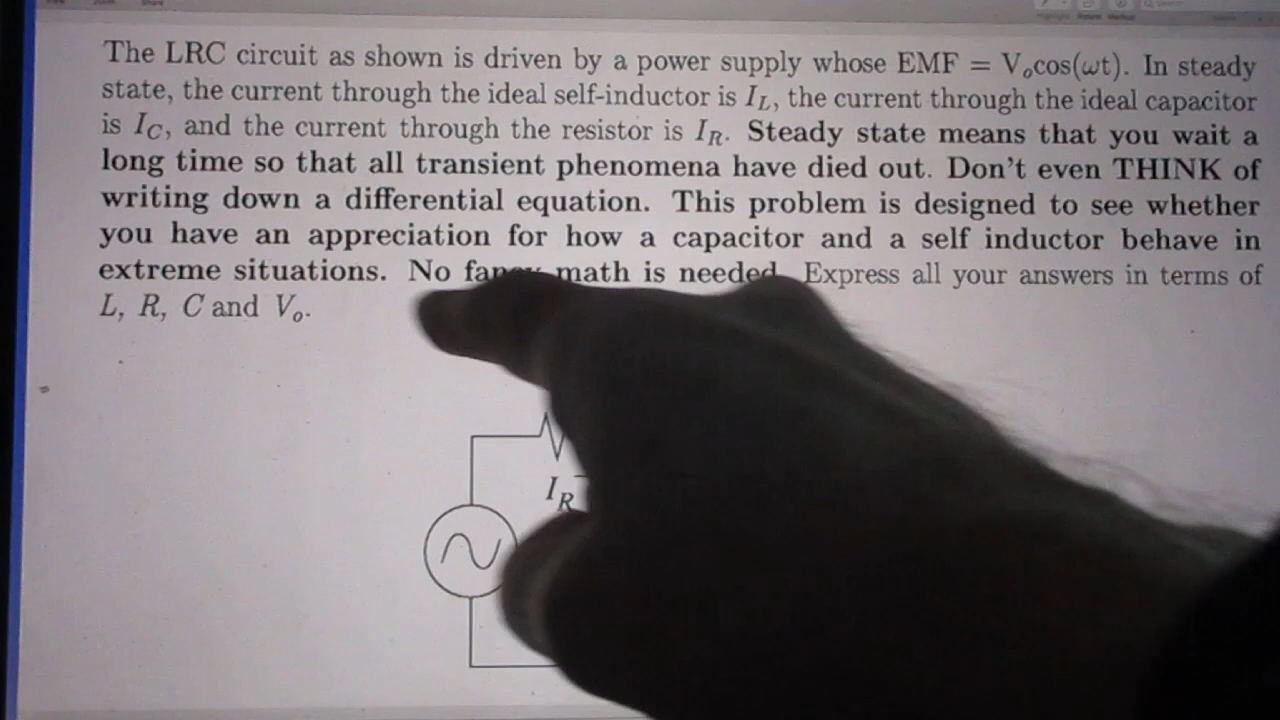 The LRC circuit as shown is driven by a power supply whose EMF = Vₒcos(ωt). In steady
state, the current through the ideal self-inductor is I_L, the current through the ideal capacitor
is I_C, and the current through the resistor is I_R. Steady state means that you wait a
long time so that all transient phenomena have died out. Don't even THINK of
writing down a differential equation. This problem is designed to see whether
you have an appreciation for how a capacitor and a self inductor behave in
extreme situations. No fancy math is needed. Express all your answers in terms of
L, R, C and Vₒ.
I_R